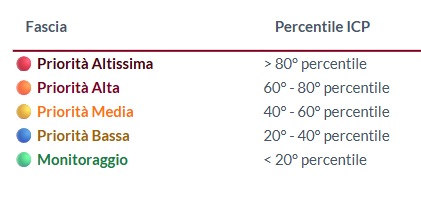 Fascia Percentile ICP
Priorità Altissima > 80° percentile
Priorità Alta 60° - 80° percentile
Priorità Media 40° - 60° percentile
Priorità Bassa 20° - 40° percentile
Monitoraggio < 20° percentile